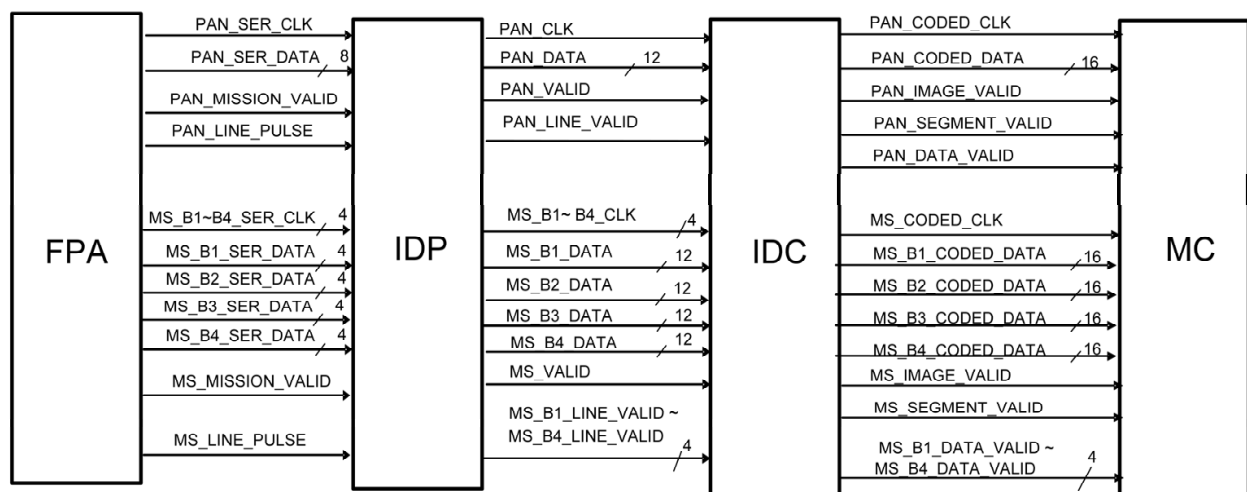 FPA
PAN_SER_CLK
PAN_SER_DATA 8
PAN_MISSION_VALID
PAN_LINE_PULSE
MS_B1~B4_SER_CLK 4
MS_B1_SER_DATA 4
MS_B2_SER_DATA 4
MS_B3_SER_DATA 4
MS_B4_SER_DATA 4
MS_MISSION_VALID
MS_LINE_PULSE
IDP
PAN_CLK
PAN_DATA 12
PAN_VALID
PAN_LINE_VALID
MS_B1~ B4_CLK 4
MS_B1_DATA 12
MS_B2_DATA 12
MS_B3_DATA 12
MS_B4_DATA 12
MS_VALID
MS_B1_LINE_VALID ~
MS_B4_LINE_VALID 4
IDC
PAN_CODED_CLK
PAN_CODED_DATA 16
PAN_IMAGE_VALID
PAN_SEGMENT_VALID
PAN_DATA_VALID
MS_CODED_CLK
MS_B1_CODED_DATA 16
MS_B2_CODED_DATA 16
MS_B3_CODED_DATA 16
MS_B4_CODED_DATA 16
MS_IMAGE_VALID
MS_SEGMENT_VALID
MS_B1_DATA_VALID ~
MS_B4_DATA_VALID 4
MC